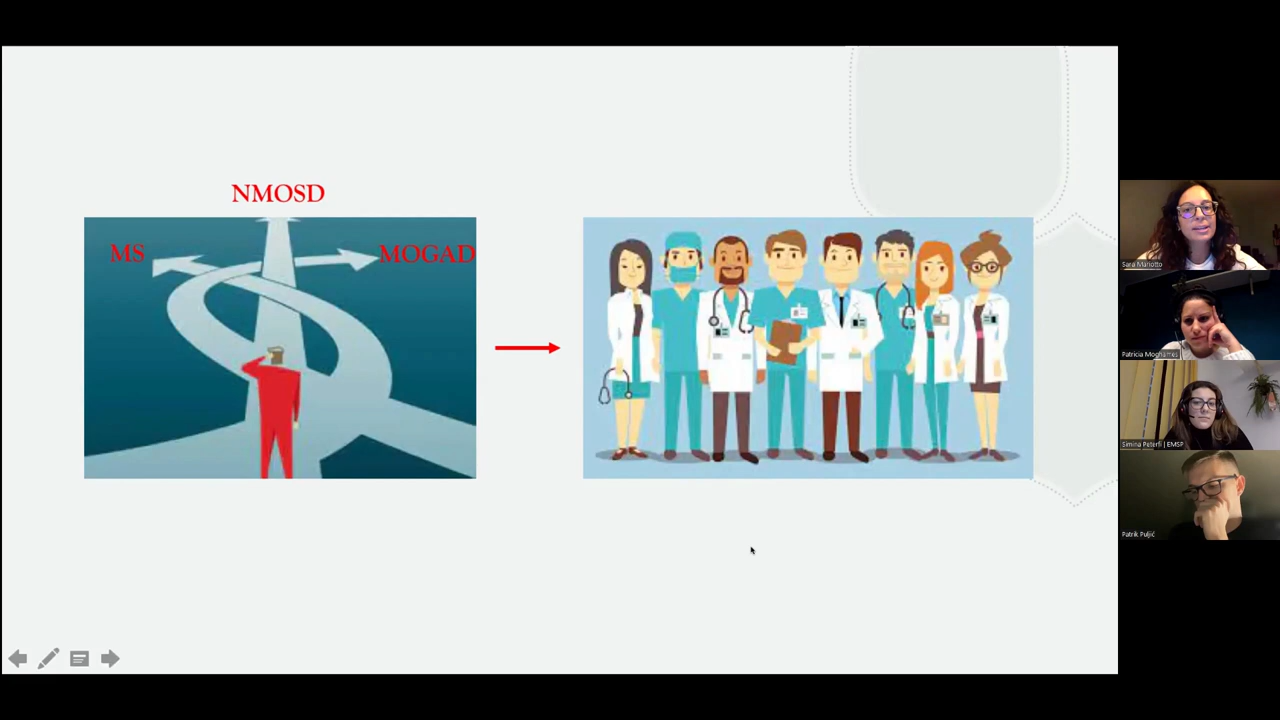 NMOSD
MS
MOGAD
Sara Mariotto
Patricia Moghames
Simina Peterfi | EMSP
Patrik Puljić